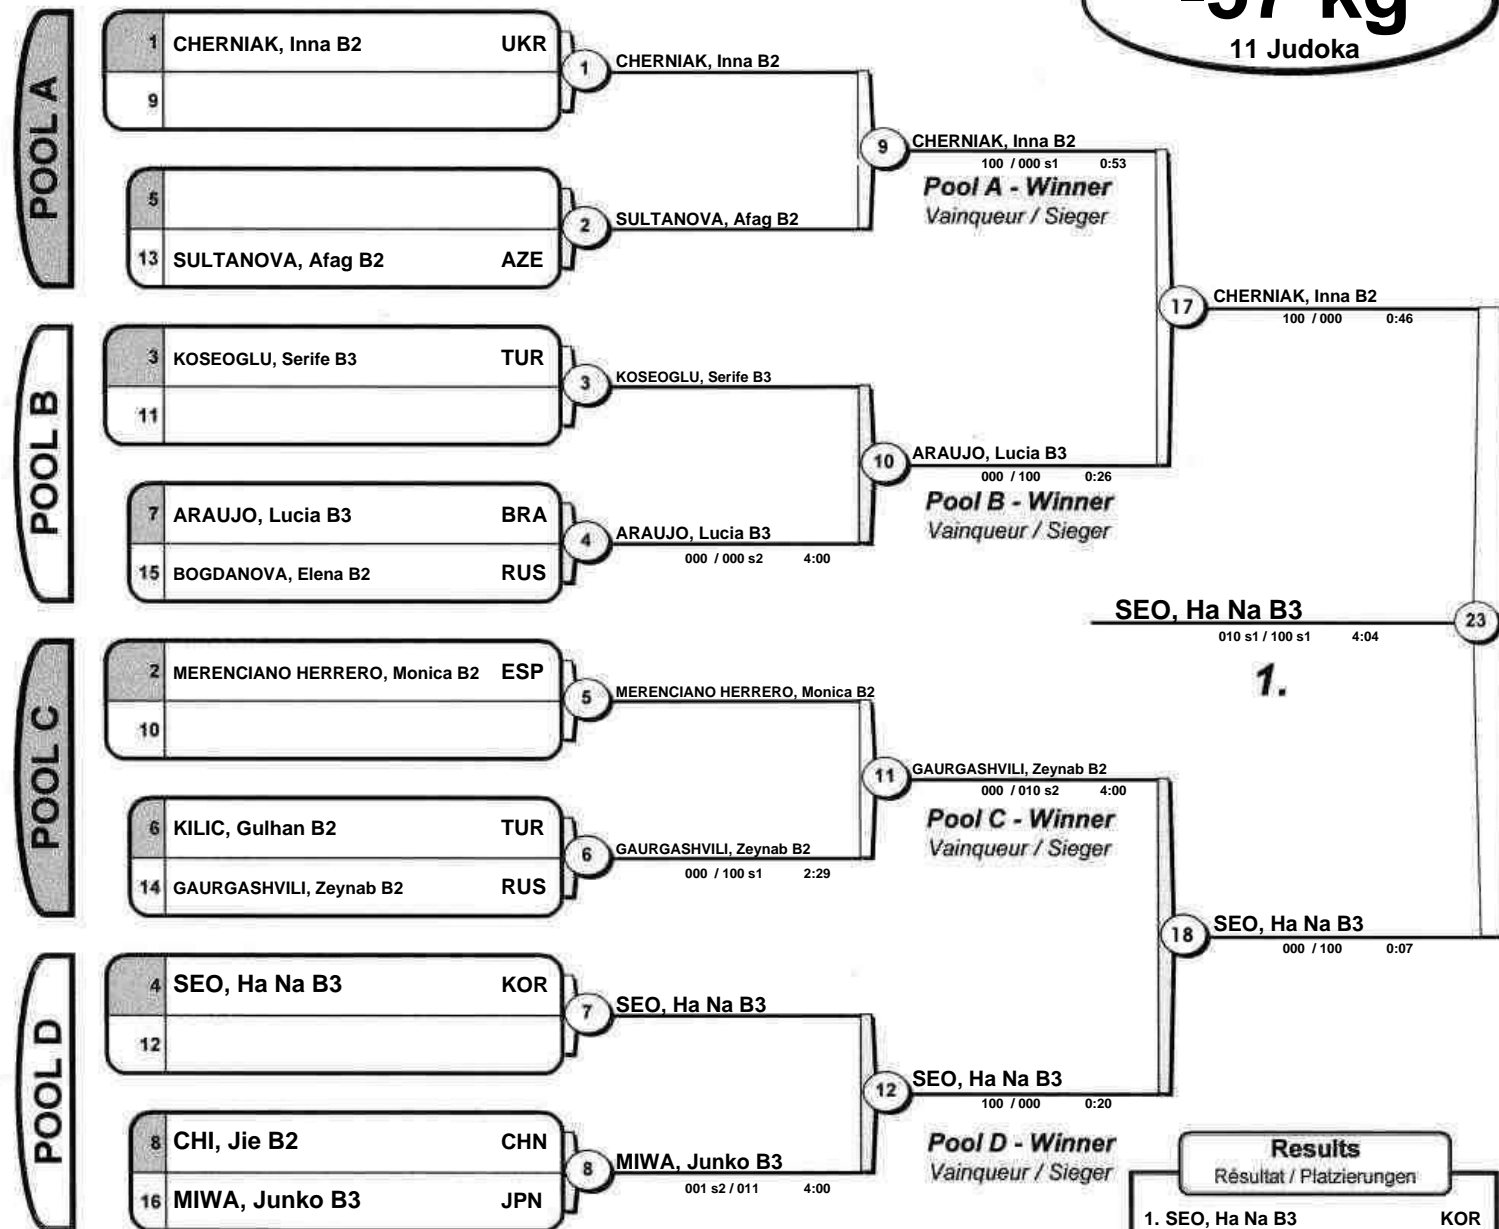 -57 kg
11 Judoka
POOL A
1 CHERNIAK, Inna B2 UKR
9
1
CHERNIAK, Inna B2
5
13 SULTANOVA, Afag B2 AZE
2
SULTANOVA, Afag B2
9
CHERNIAK, Inna B2
100 / 000 s1 0:53
Pool A - Winner
Vainqueur / Sieger
POOL B
3 KOSEOGLU, Serife B3 TUR
11
3
KOSEOGLU, Serife B3
7 ARAUJO, Lucia B3 BRA
15 BOGDANOVA, Elena B2 RUS
4
ARAUJO, Lucia B3
000 / 000 s2 4:00
10
ARAUJO, Lucia B3
000 / 100 0:26
Pool B - Winner
Vainqueur / Sieger
17
CHERNIAK, Inna B2
100 / 000 0:46
SEO, Ha Na B3
010 s1 / 100 s1 4:04
23
1.
POOL C
2 MERENCIANO HERRERO, Monica B2 ESP
10
5
MERENCIANO HERRERO, Monica B2
6 KILIC, Gulhan B2 TUR
14 GAURGASHVILI, Zeynab B2 RUS
6
GAURGASHVILI, Zeynab B2
000 / 100 s1 2:29
11
GAURGASHVILI, Zeynab B2
000 / 010 s2 4:00
Pool C - Winner
Vainqueur / Sieger
POOL D
4 SEO, Ha Na B3 KOR
12
7
SEO, Ha Na B3
8 CHI, Jie B2 CHN
16 MIWA, Junko B3 JPN
8
MIWA, Junko B3
001 s2 / 011 4:00
12
SEO, Ha Na B3
100 / 000 0:20
Pool D - Winner
Vainqueur / Sieger
18
SEO, Ha Na B3
000 / 100 0:07
Results
Résultat / Platzierungen
1. SEO, Ha Na B3 KOR